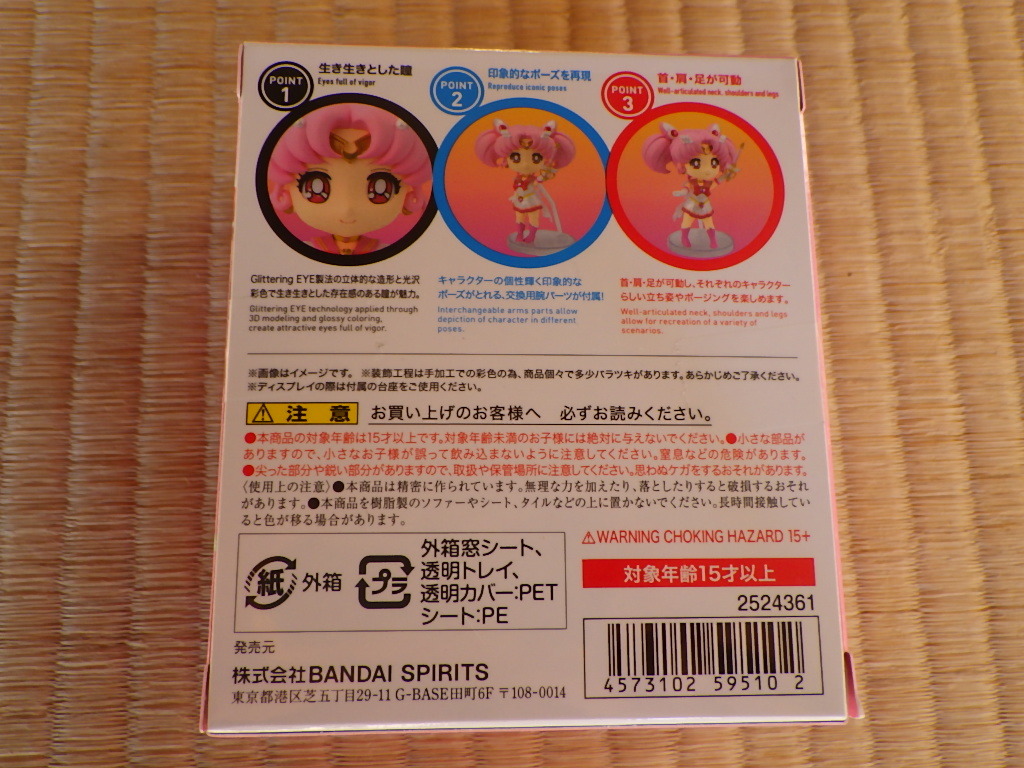 POINT 1
生き生きとした瞳
Eyes full of vigor
POINT 2
印象的なポーズを再現
Reproduce iconic poses
POINT 3
首・肩・足が可動
Well-articulated neck, shoulders and legs
Glittering EYE製法の立体的な造形と光沢
彩色で生き生きとした存在感のある瞳が魅力。
Glittering EYE technology applied through
3D modeling and glossy coloring,
create attractive eyes full of vigor.
キャラクターの個性輝く印象的な
ポーズがとれる、交換用腕パーツが付属!
Interchangeable arms parts allow
depiction of character in different
poses.
首・肩・足が可動し、それぞれのキャラクター
らしい立ち姿やポージングを楽しめます。
Well-articulated neck, shoulders and legs
allow for recreation of a variety of
scenarios.
※画像はイメージです。 ※装飾工程は手加工での彩色の為、商品個々で多少バラツキがあります。あらかじめご了承ください。
※ディスプレイの際は付属の台座をご使用ください。
注意 お買い上げのお客様へ 必ずお読みください。
●本商品の対象年齢は15才以上です。対象年齢未満のお子様には絶対に与えないでください。●小さな部品が
ありますので、小さなお子様が誤って飲み込まないように注意してください。窒息などの危険があります。
●尖った部分や鋭い部分がありますので、取扱や保管場所に注意してください。思わぬケガをするおそれがあります。
〈使用上の注意〉●本商品は精密に作られています。無理な力を加えたり、落としたりすると破損するおそれ
があります。●本商品を樹脂製のソファーやシート、タイルなどの上に置かないでください。長時間接触してい
ると色が移る場合があります。
紙 外箱
プラ 外箱窓シート、
透明トレイ、
透明カバー:PET
シート:PE
⚠WARNING CHOKING HAZARD 15+
対象年齢15才以上
2524361
4573102 59510 2
発売元
株式会社BANDAI SPIRITS
東京都港区芝五丁目29-11 G-BASE田町6F 〒108-0014